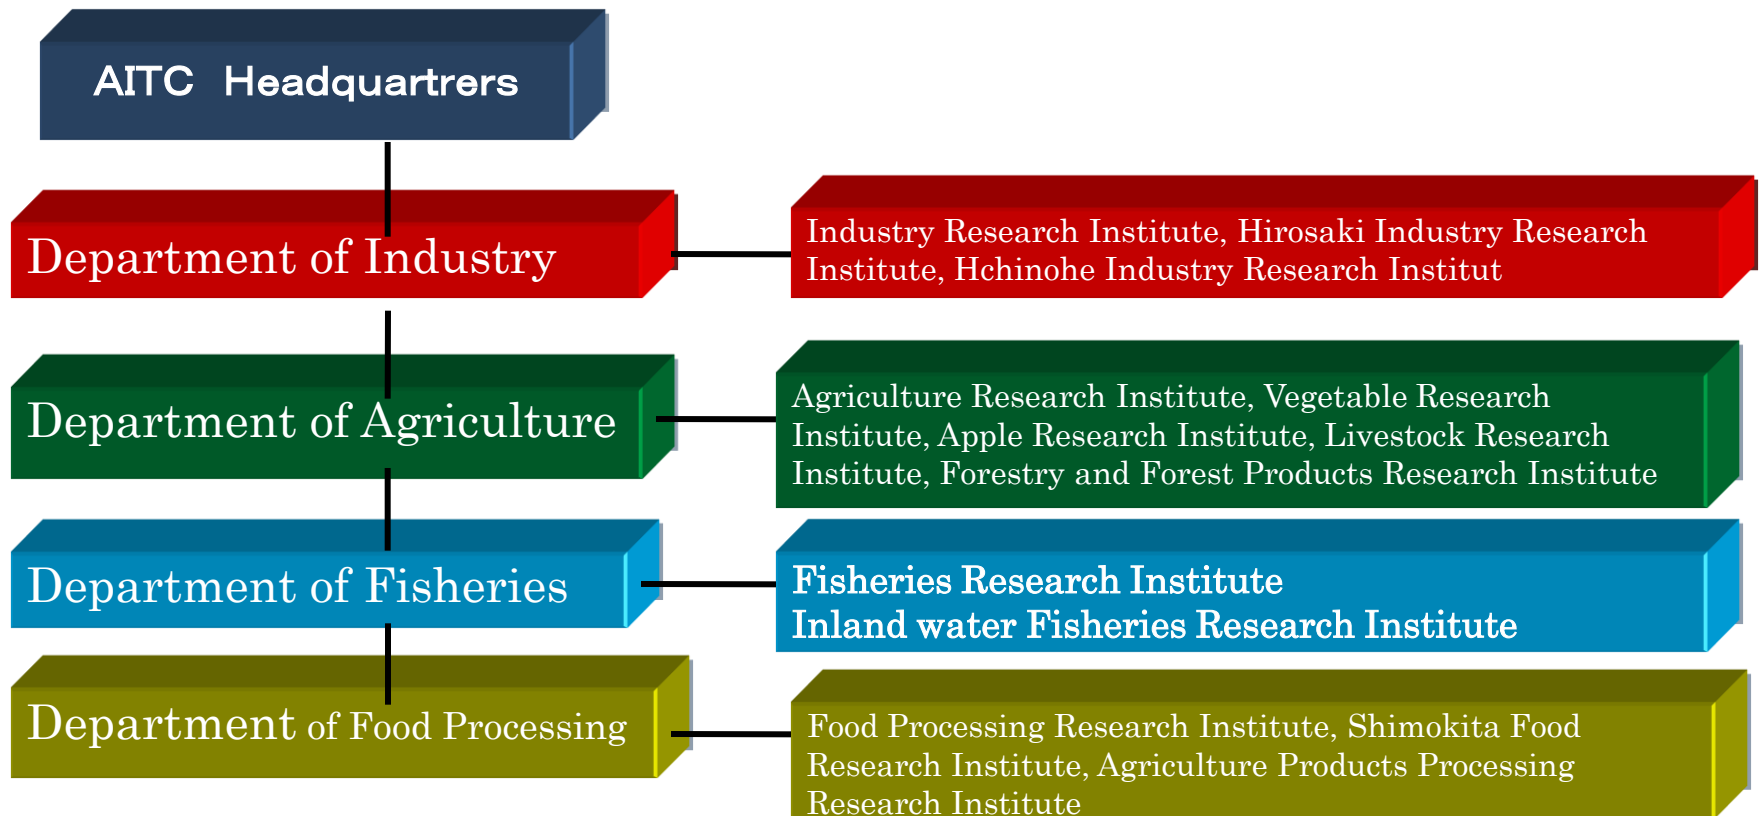 AITC Headquartrers
Department of Industry
Industry Research Institute, Hirosaki Industry Research
Institute, Hchinohe Industry Research Institut
Department of Agriculture
Agriculture Research Institute, Vegetable Research
Institute, Apple Research Institute, Livestock Research
Institute, Forestry and Forest Products Research Institute
Department of Fisheries
Fisheries Research Institute
Inland water Fisheries Research Institute
Department of Food Processing
Food Processing Research Institute, Shimokita Food
Research Institute, Agriculture Products Processing
Research Institute